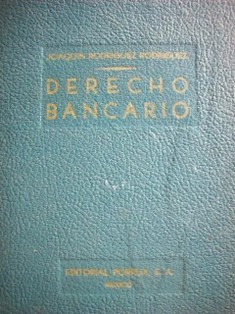 JOAQUIN RODRIGUEZ RODRIGUEZ
DERECHO
BANCARIO
EDITORIAL PORRUA, S. A.
MEXICO